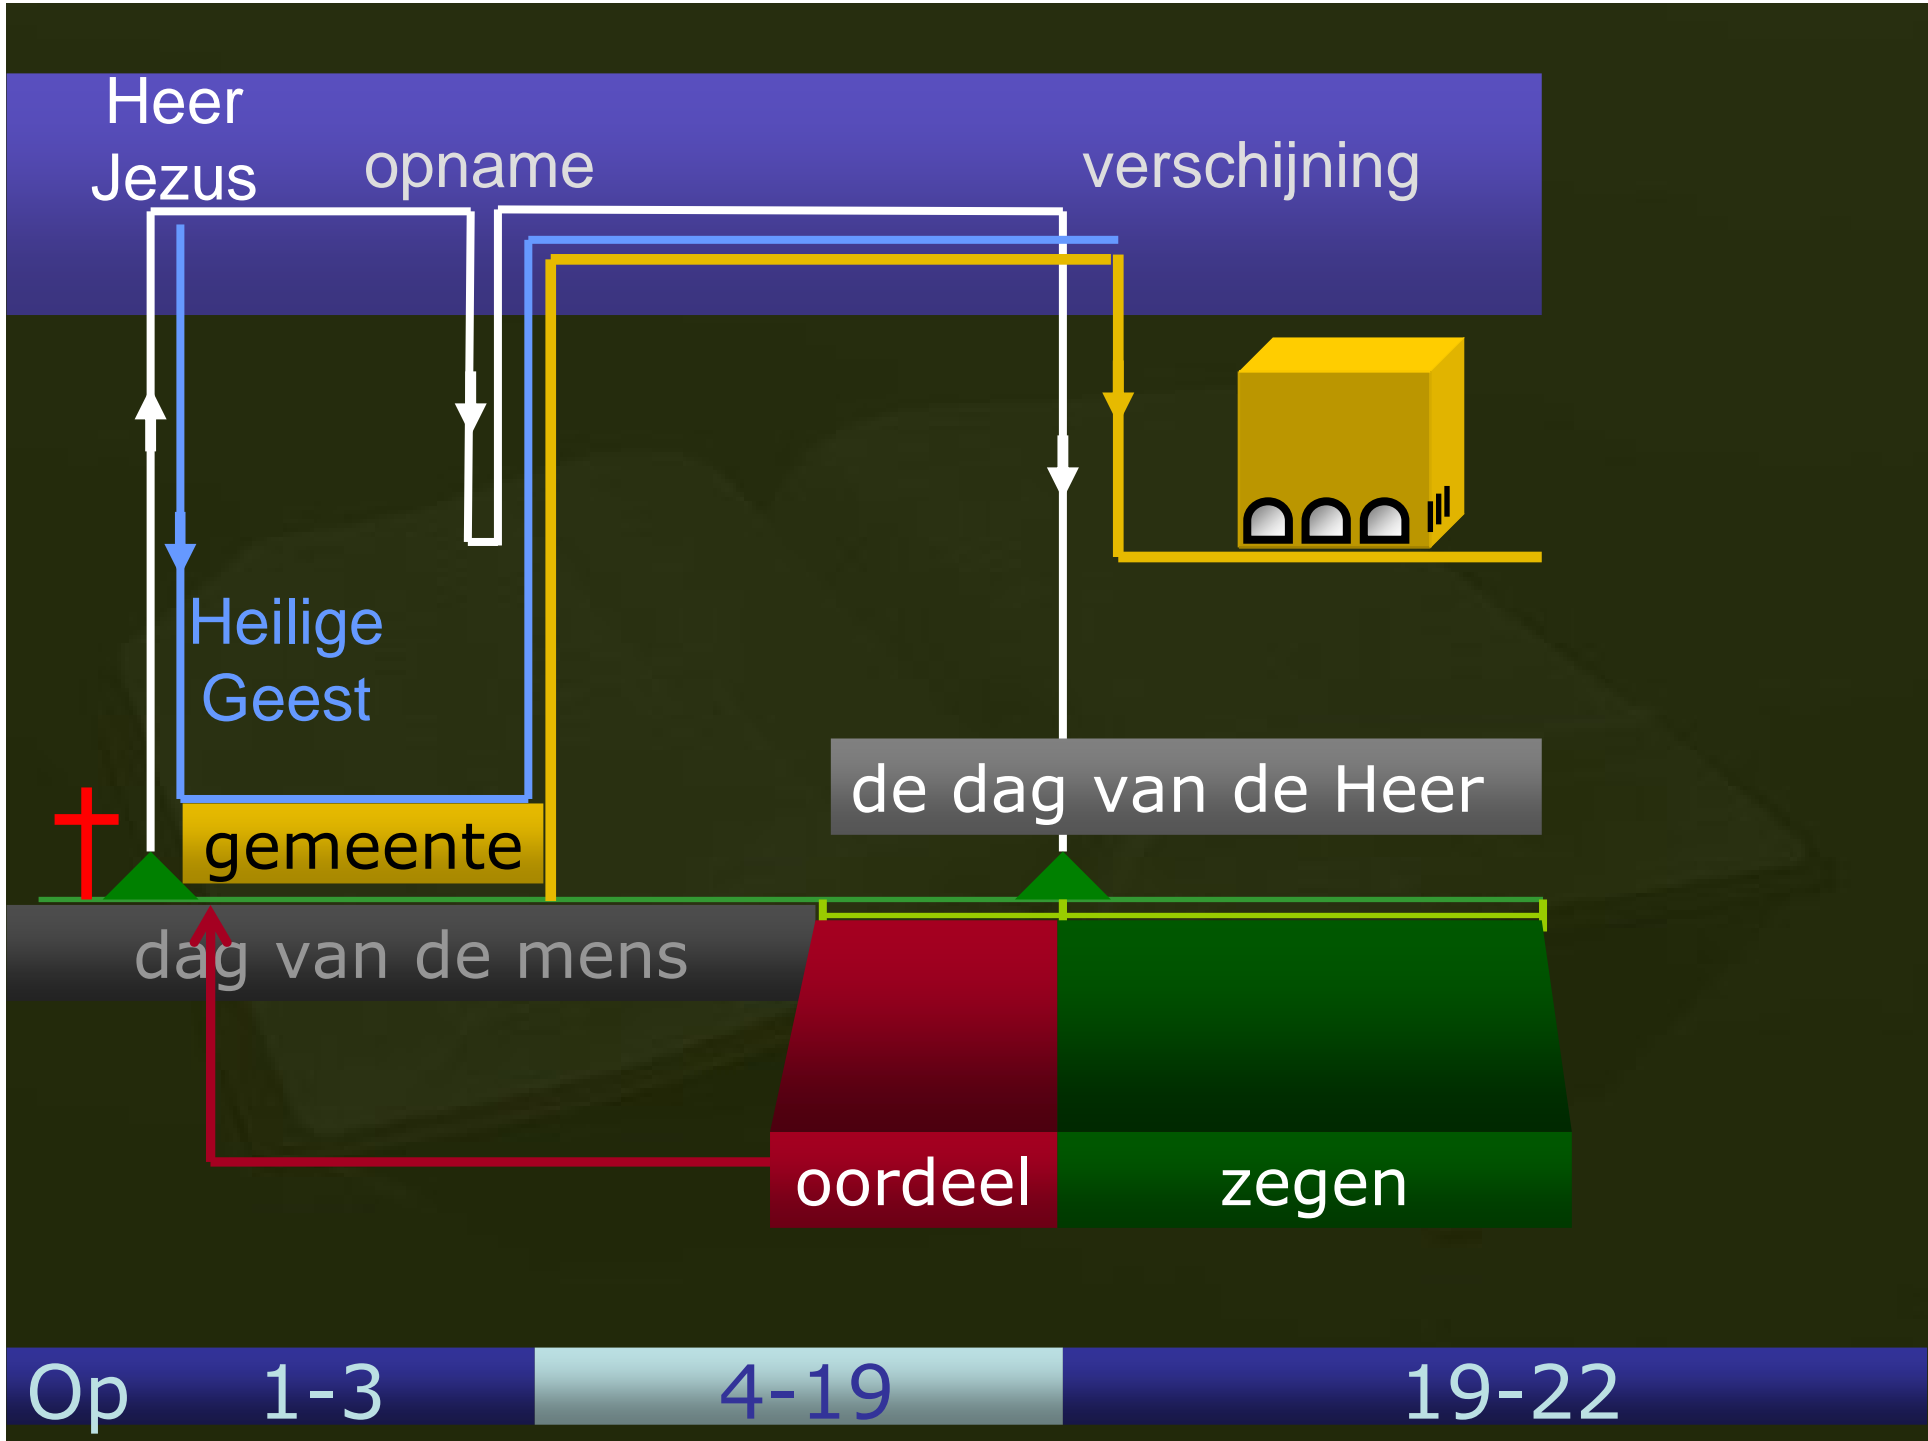 Heer
Jezus
opname
verschijning
Heilige
Geest
de dag van de Heer
gemeente
dag van de mens
oordeel
zegen
Op 1-3 4-19 19-22